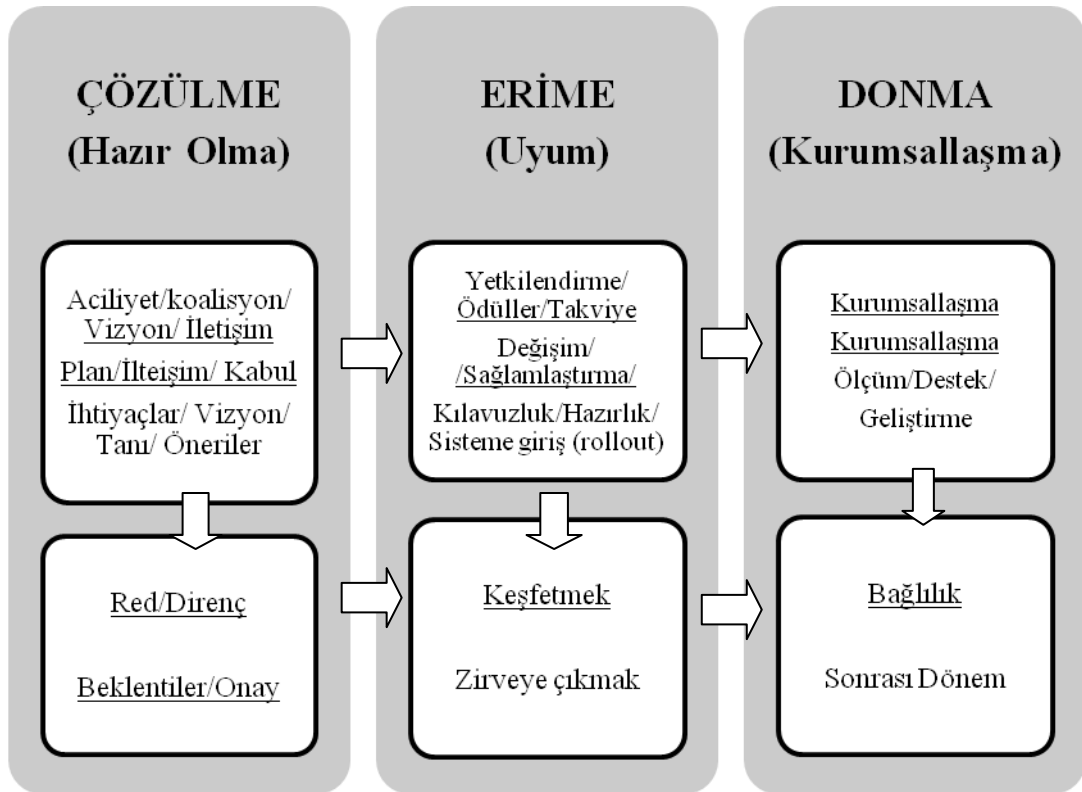 ÇÖZÜLME
(Hazır Olma)
Aciliyet/koalisyon/
Vizyon/ İletişim
Plan/İlteişim/ Kabul
İhtiyaçlar/ Vizyon/
Tanı/ Öneriler
Red/Direnç
Beklentiler/Onay
ERİME
(Uyum)
Yetkilendirme/
Ödüller/Takviye
Değişim/
/Sağlamlaştırma/
Kılavuzluk/Hazırlık/
Sisteme giriş (rollout)
Keşfetmek
Zirveye çıkmak
DONMA
(Kurumsallaşma)
Kurumsallaşma
Kurumsallaşma
Ölçüm/Destek/
Geliştirme
Bağlılık
Sonrası Dönem